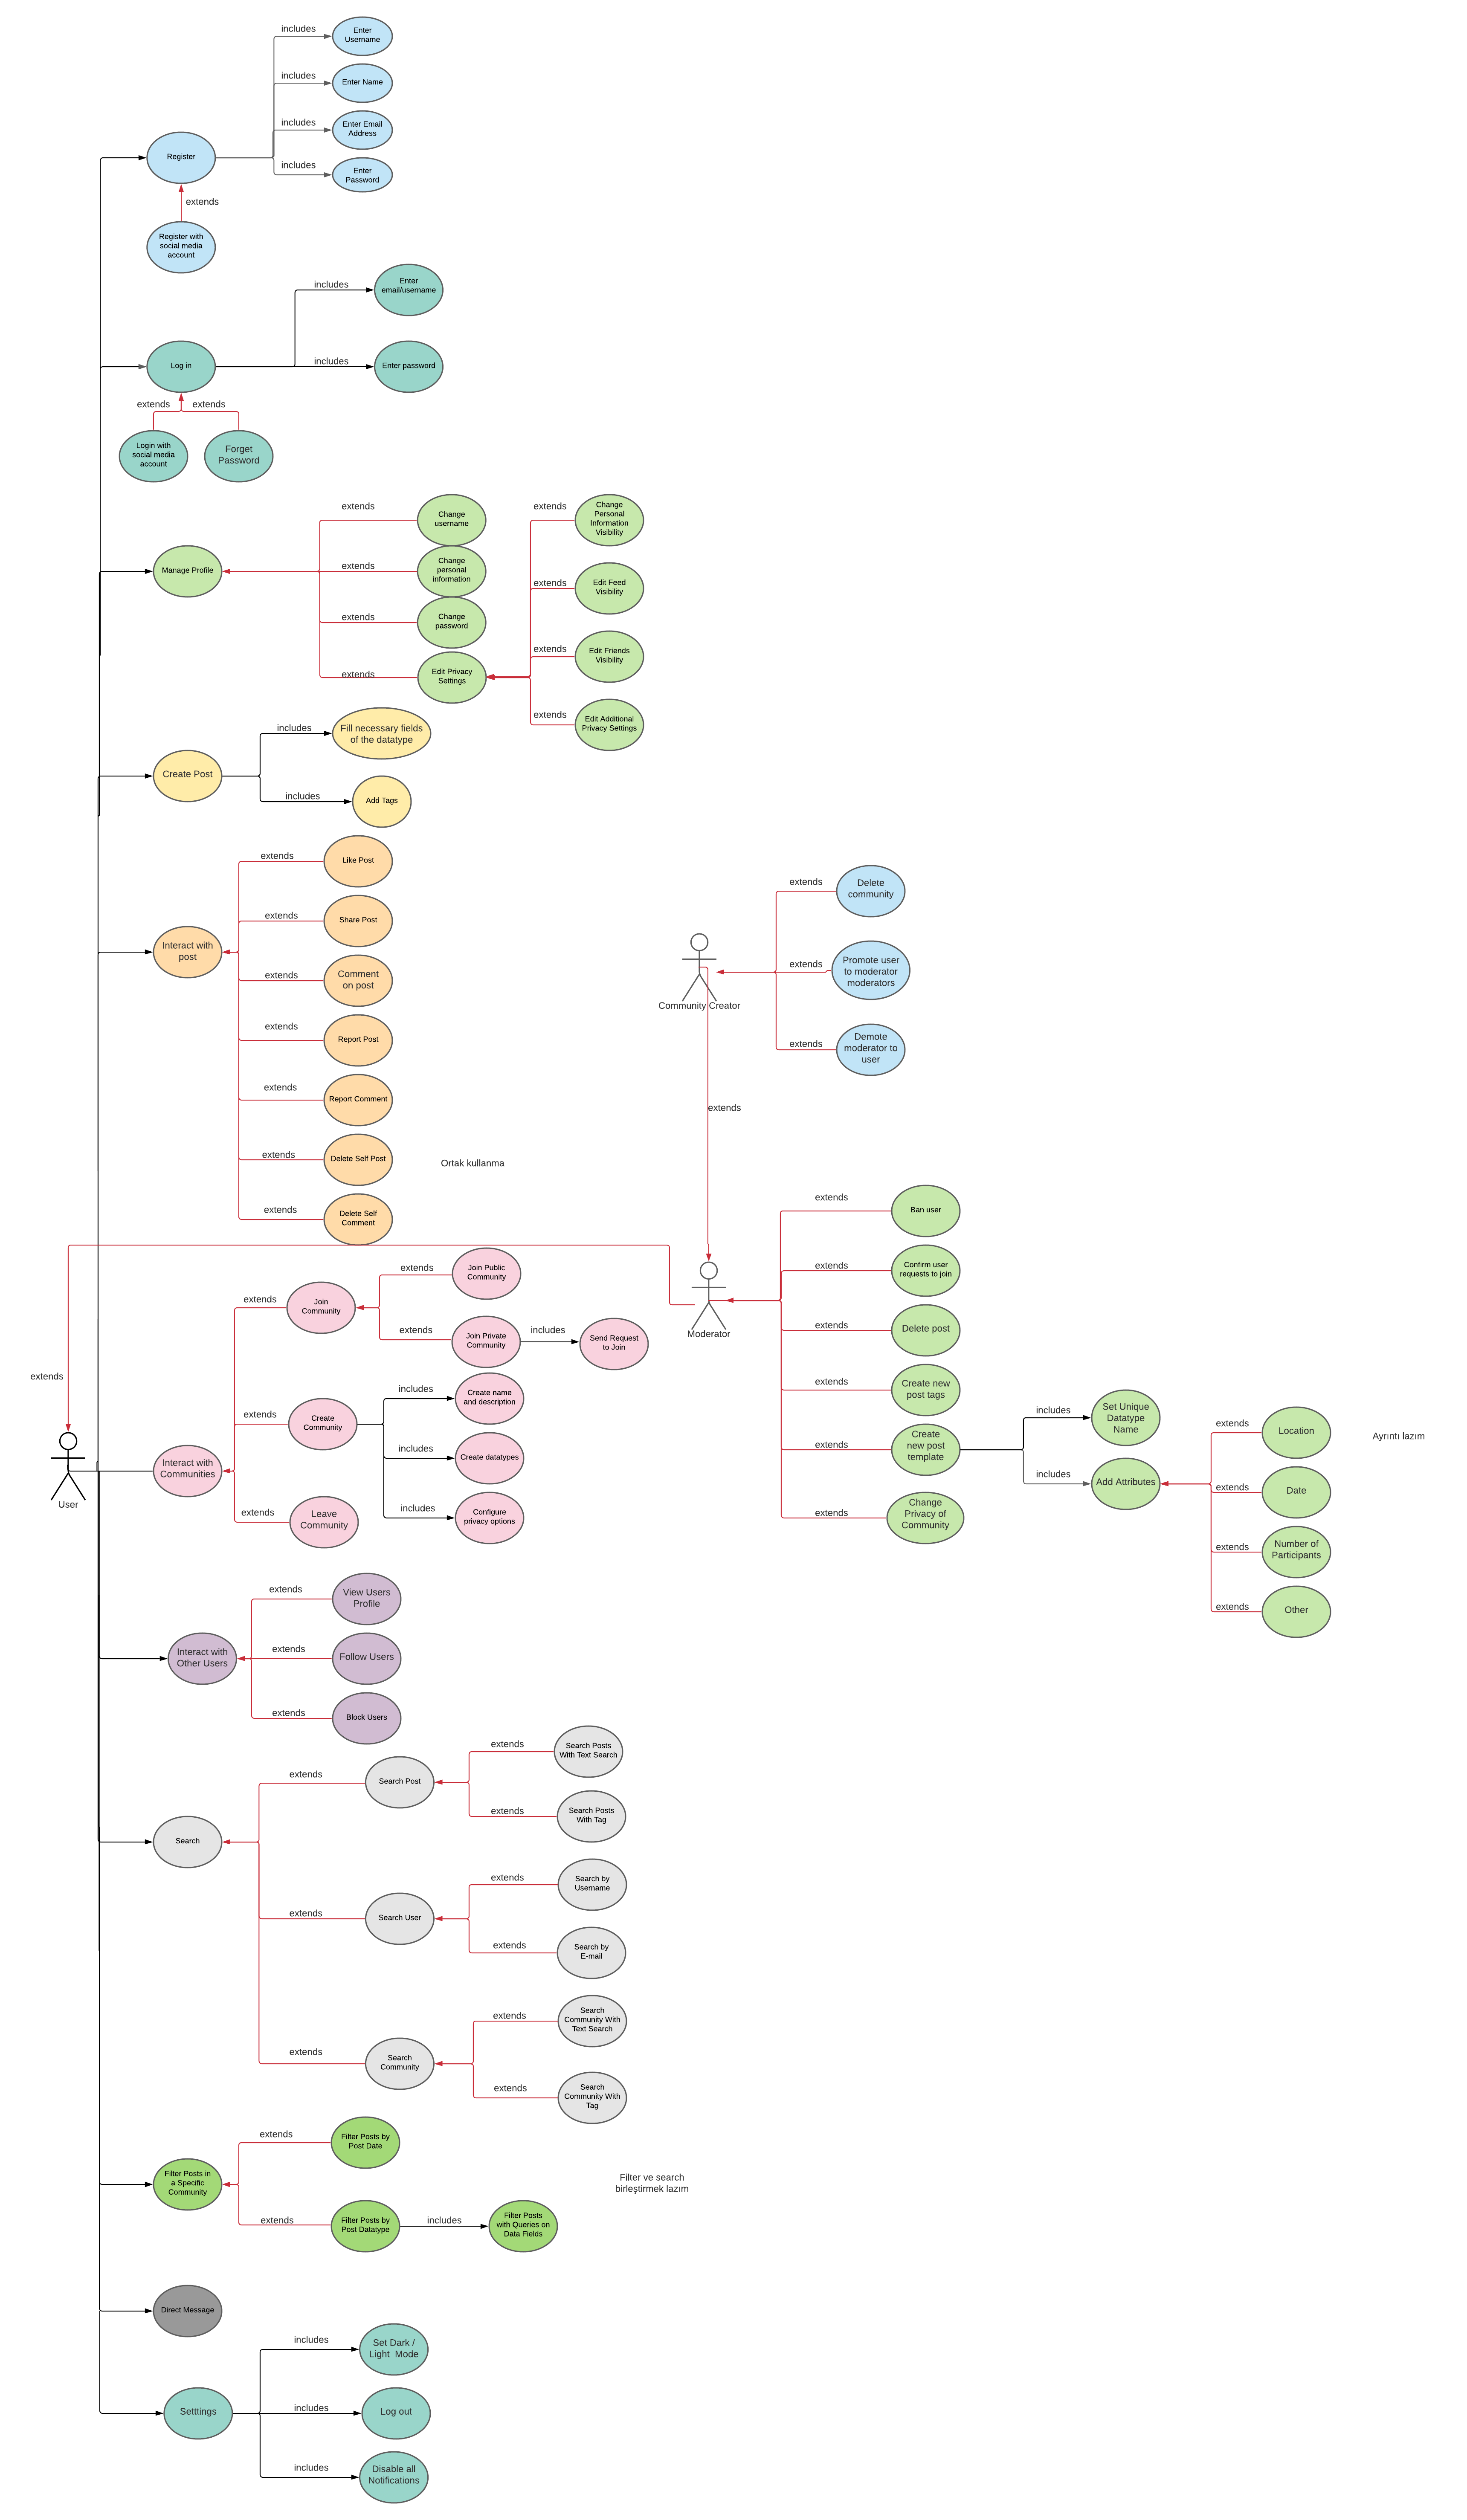 includes
Enter
Username
includes
Enter Name
includes
Enter Email
Address
includes
Enter
Password
Register
extends
Register with
social media
account
includes
Enter
email/username
includes
Enter password
Log in
extends
extends
Login with
social media
account
Forget
Password
Manage Profile
extends
Change
username
extends
Change
personal
information
extends
Change
password
extends
Edit Privacy
Settings
extends
Change
Personal
Information
Visibility
extends
Edit Feed
Visibility
extends
Edit Friends
Visibility
extends
Edit Additional
Privacy Settings
Create Post
includes
Fill necessary fields
of the datatype
includes
Add Tags
Interact with
post
extends
Like Post
extends
Share Post
extends
Comment
on post
extends
Report Post
extends
Report Comment
extends
Delete Self Post
extends
Delete Self
Comment
Ortak kullanma
Community Creator
extends
Delete
community
extends
Promote user
to moderator
moderators
extends
Demote
moderator to
user
extends
Moderator
extends
Ban user
extends
Confirm user
requests to join
extends
Delete post
extends
Create new
post tags
extends
Create
new post
template
extends
Change
Privacy of
Community
includes
Set Unique
Datatype
Name
includes
Add Attributes
extends
Location
extends
Date
extends
Number of
Participants
extends
Other
Ayrıntı lazım
extends
User
Interact with
Communities
extends
Join
Community
extends
Join Public
Community
extends
Join Private
Community
includes
Send Request
to Join
extends
Create
Community
includes
Create name
and description
includes
Create datatypes
includes
Configure
privacy options
extends
Leave
Community
Interact with
Other Users
extends
View Users
Profile
extends
Follow Users
extends
Block Users
Search
extends
Search Post
extends
Search Posts
With Text Search
extends
Search Posts
With Tag
extends
Search User
extends
Search by
Username
extends
Search by
E-mail
extends
Search
Community
extends
Search
Community With
Text Search
extends
Search
Community With
Tag
Filter Posts in
a Specific
Community
extends
Filter Posts by
Post Date
extends
Filter Posts by
Post Datatype
includes
Filter Posts
with Queries on
Data Fields
Filter ve search
birleştirmek lazım
Direct Message
Setttings
includes
Set Dark /
Light  Mode
includes
Log out
includes
Disable all
Notifications